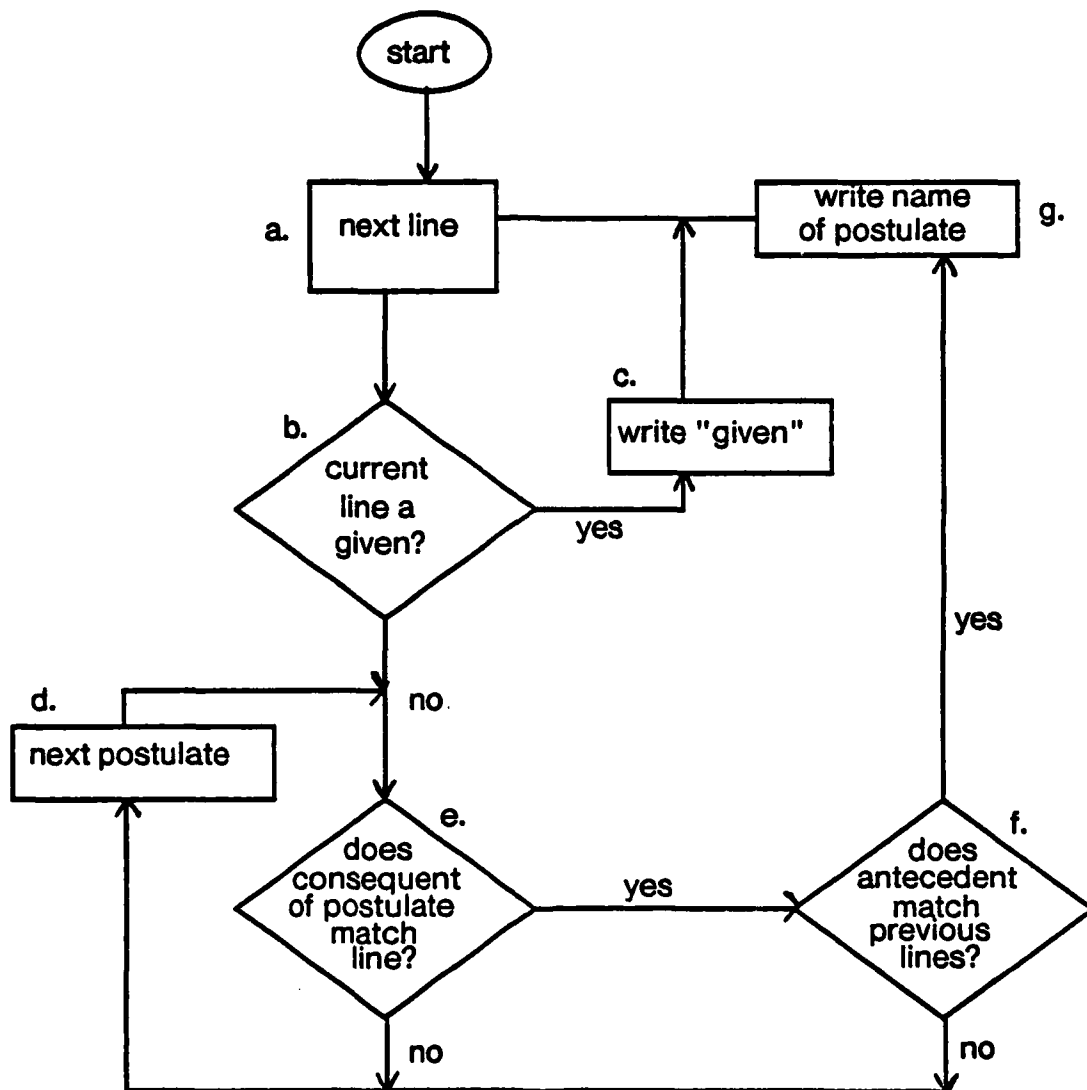 start
a.
next line
write name
of postulate
g.
b.
current
line a
given?
yes
c.
write "given"
no
d.
next postulate
e.
does
consequent
of postulate
match
line?
yes
f.
does
antecedent
match
previous
lines?
yes
no
no